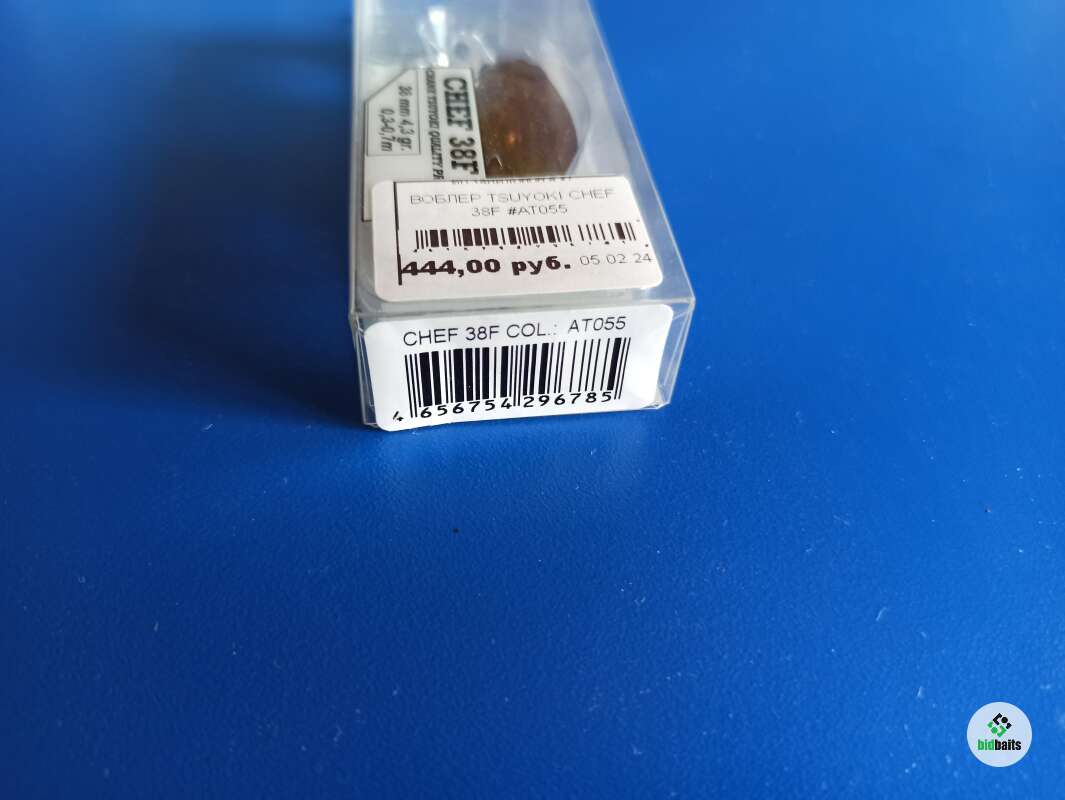 CHEF 38F
38 mm 4,3 gr.
0,3-0,7m
ВОБЛЕР TSUYOKI CHEF
38F #AT055
444,00 руб. 05 02 24
CHEF 38F COL.: AT055
4 656754 296785
bidbaits